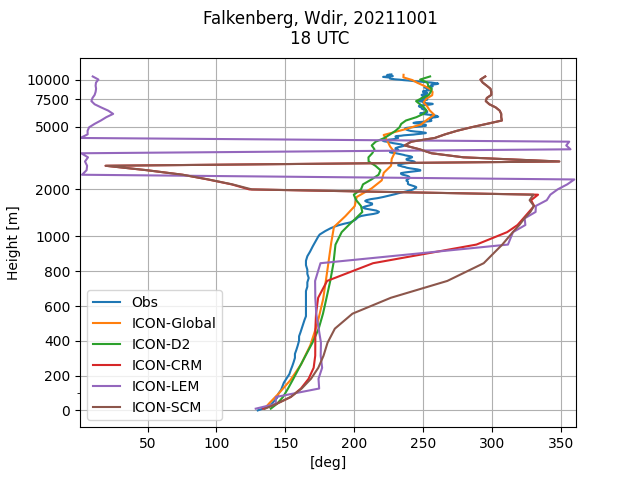 Falkenberg, Wdir, 20211001
18 UTC
Height [m]
10000
7500
5000
2000
1000
800
600
400
200
0
Obs
ICON-Global
ICON-D2
ICON-CRM
ICON-LEM
ICON-SCM
50 100 150 200 250 300 350
[deg]